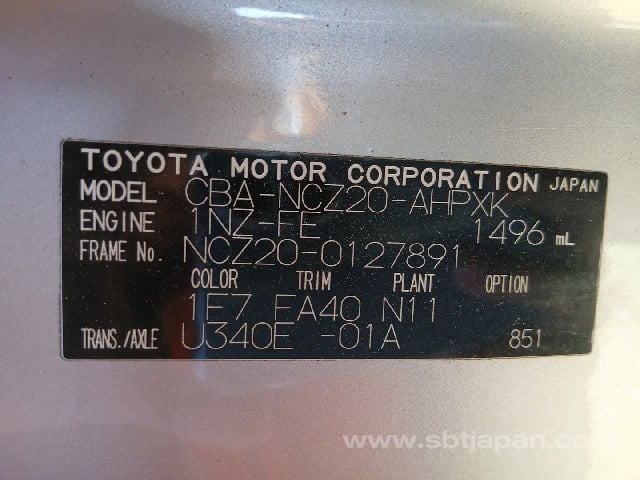 TOYOTA MOTOR CORPORATION JAPAN
MODEL CBA-NCZ20-AHPXK
ENGINE 1NZ-FE 1496 mL
FRAME No. NCZ20-0127891
COLOR TRIM PLANT OPTION
1E7 EA40 N11
TRANS./AXLE U340E -01A 851
www.sbtjapan.com